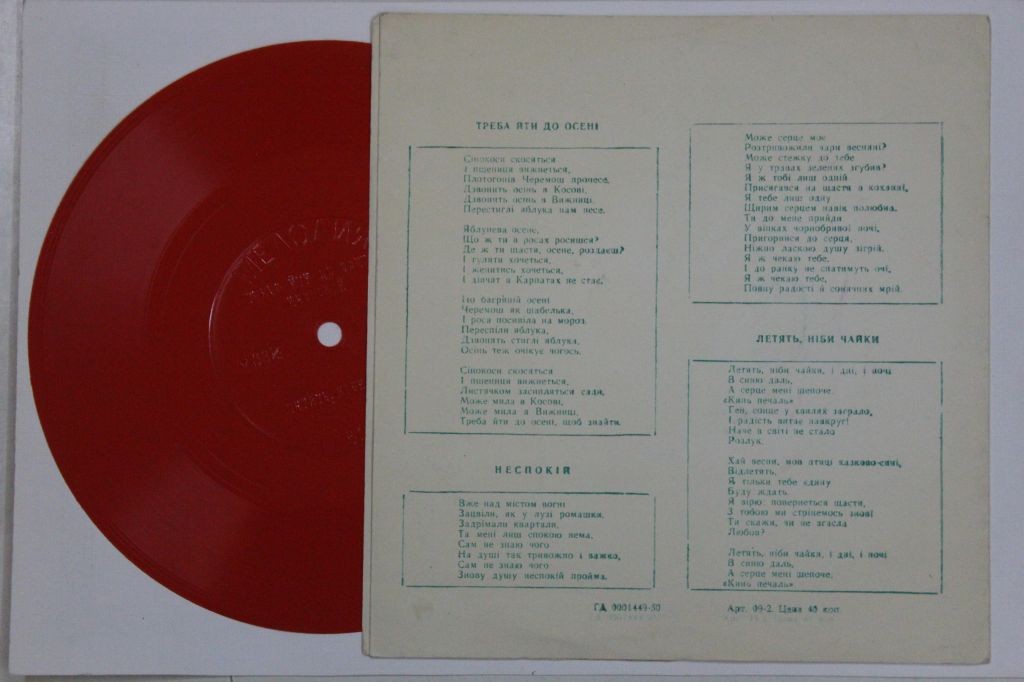 ТРЕБА ЙТИ ДО ОСЕНІ
Сінокоси скосяться
І пшениця вижнеться,
Плотогонів Черемош пронесе,
Дзвонить осінь в Косові,
Дзвонить осінь в Вижниці,
Перестиглі яблука нам несе.
Яблунева осене,
Що ж ти в росах росишся?
Де ж ти щастя, осене, роздаєш?
І гуляти хочеться,
І женитись хочеться,
І дівчат в Карпатах не стає.
По багряній осені
Черемош як шабелька,
І роса посивіла на мороз.
Переспіли яблука,
Дзвонять стиглі яблука,
Осінь теж очікує чогось.
Сінокоси скосяться
І пшениця вижнеться,
Листячком засипляться сади,
Може мила в Косові,
Може мила в Вижниці,
Треба йти до осені, щоб знайти.
НЕСПОКІЙ
Вже над містом вогні
Зацвіли, як у лузі ромашки,
Задрімали квартали,
Та мені лиш спокою нема.
Сам не знаю чого
На душі так тривожно і важко,
Сам не знаю чого
Знову душу неспокій пройма.
Може серце моє
Розтривожили чари весняні?
Може стежку до тебе
Я у травах зелених згубив?
Я ж тобі лиш одній
Присягався на щастя в коханні,
Я тебе лиш одну
Щирим серцем навік полюбив.
Ти до мене прийди
У вінках чорнобривої ночі,
Пригорнися до серця,
Ніжно ласкою душу зігрій.
Я ж чекаю тебе,
І до ранку не спатимуть очі,
Я ж чекаю тебе,
Повну радості й сонячних мрій.
ЛЕТЯТЬ, НІБИ ЧАЙКИ
Летять, ніби чайки, і дні, і ночі
В синю даль,
А серце мені шепоче:
«Кинь печаль»
Ген, сонце у хвилях заграло,
І радість витає навкруг!
Наче в світі не стало
Розлук.
Хай весни, мов птиці казково-сині,
Відлетять,
Я тільки тебе єдину
Буду ждать.
Я вірю: повернеться щастя,
З тобою ми стрінемось знов!
Ти скажи, чи не згасла
Любов?
Летять, ніби чайки, і дні, і ночі
В синю даль,
А серце мені шепоче,
«Кинь печаль».
ГД 0001449-50
Арт. 09-2. Цена 40 коп.